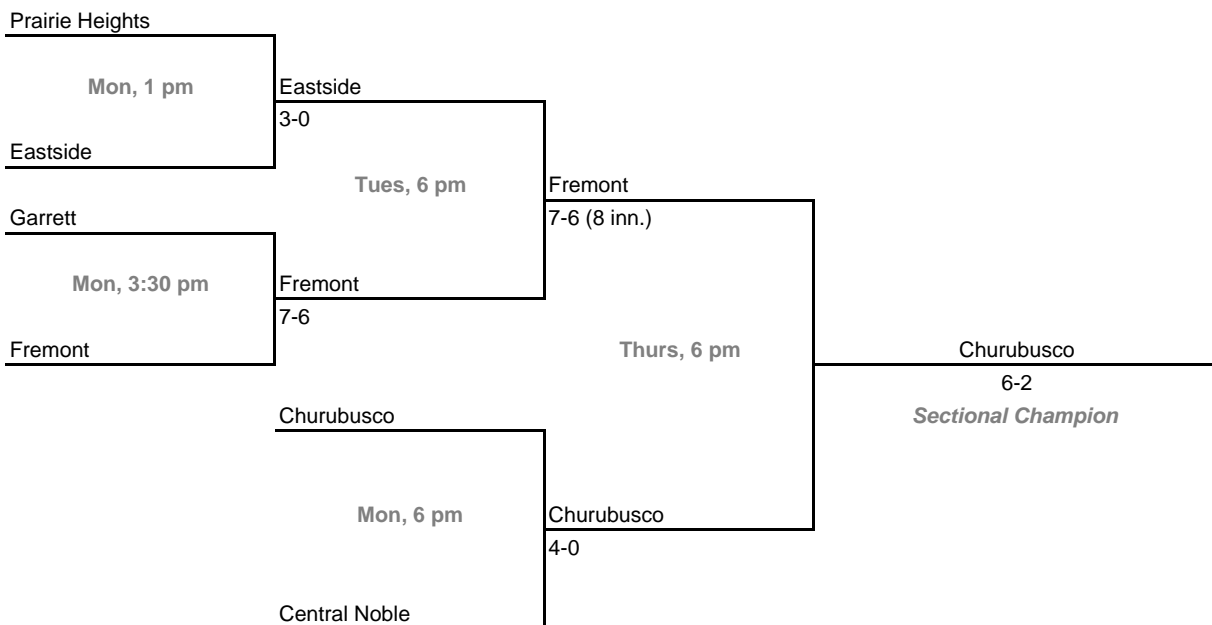 Prairie Heights
Mon, 1 pm
Eastside
3-0
Eastside
Tues, 6 pm
Fremont
7-6 (8 inn.)
Garrett
Mon, 3:30 pm
Fremont
7-6
Fremont
Thurs, 6 pm
Churubusco
6-2
Sectional Champion
Churubusco
Mon, 6 pm
Churubusco
4-0
Central Noble